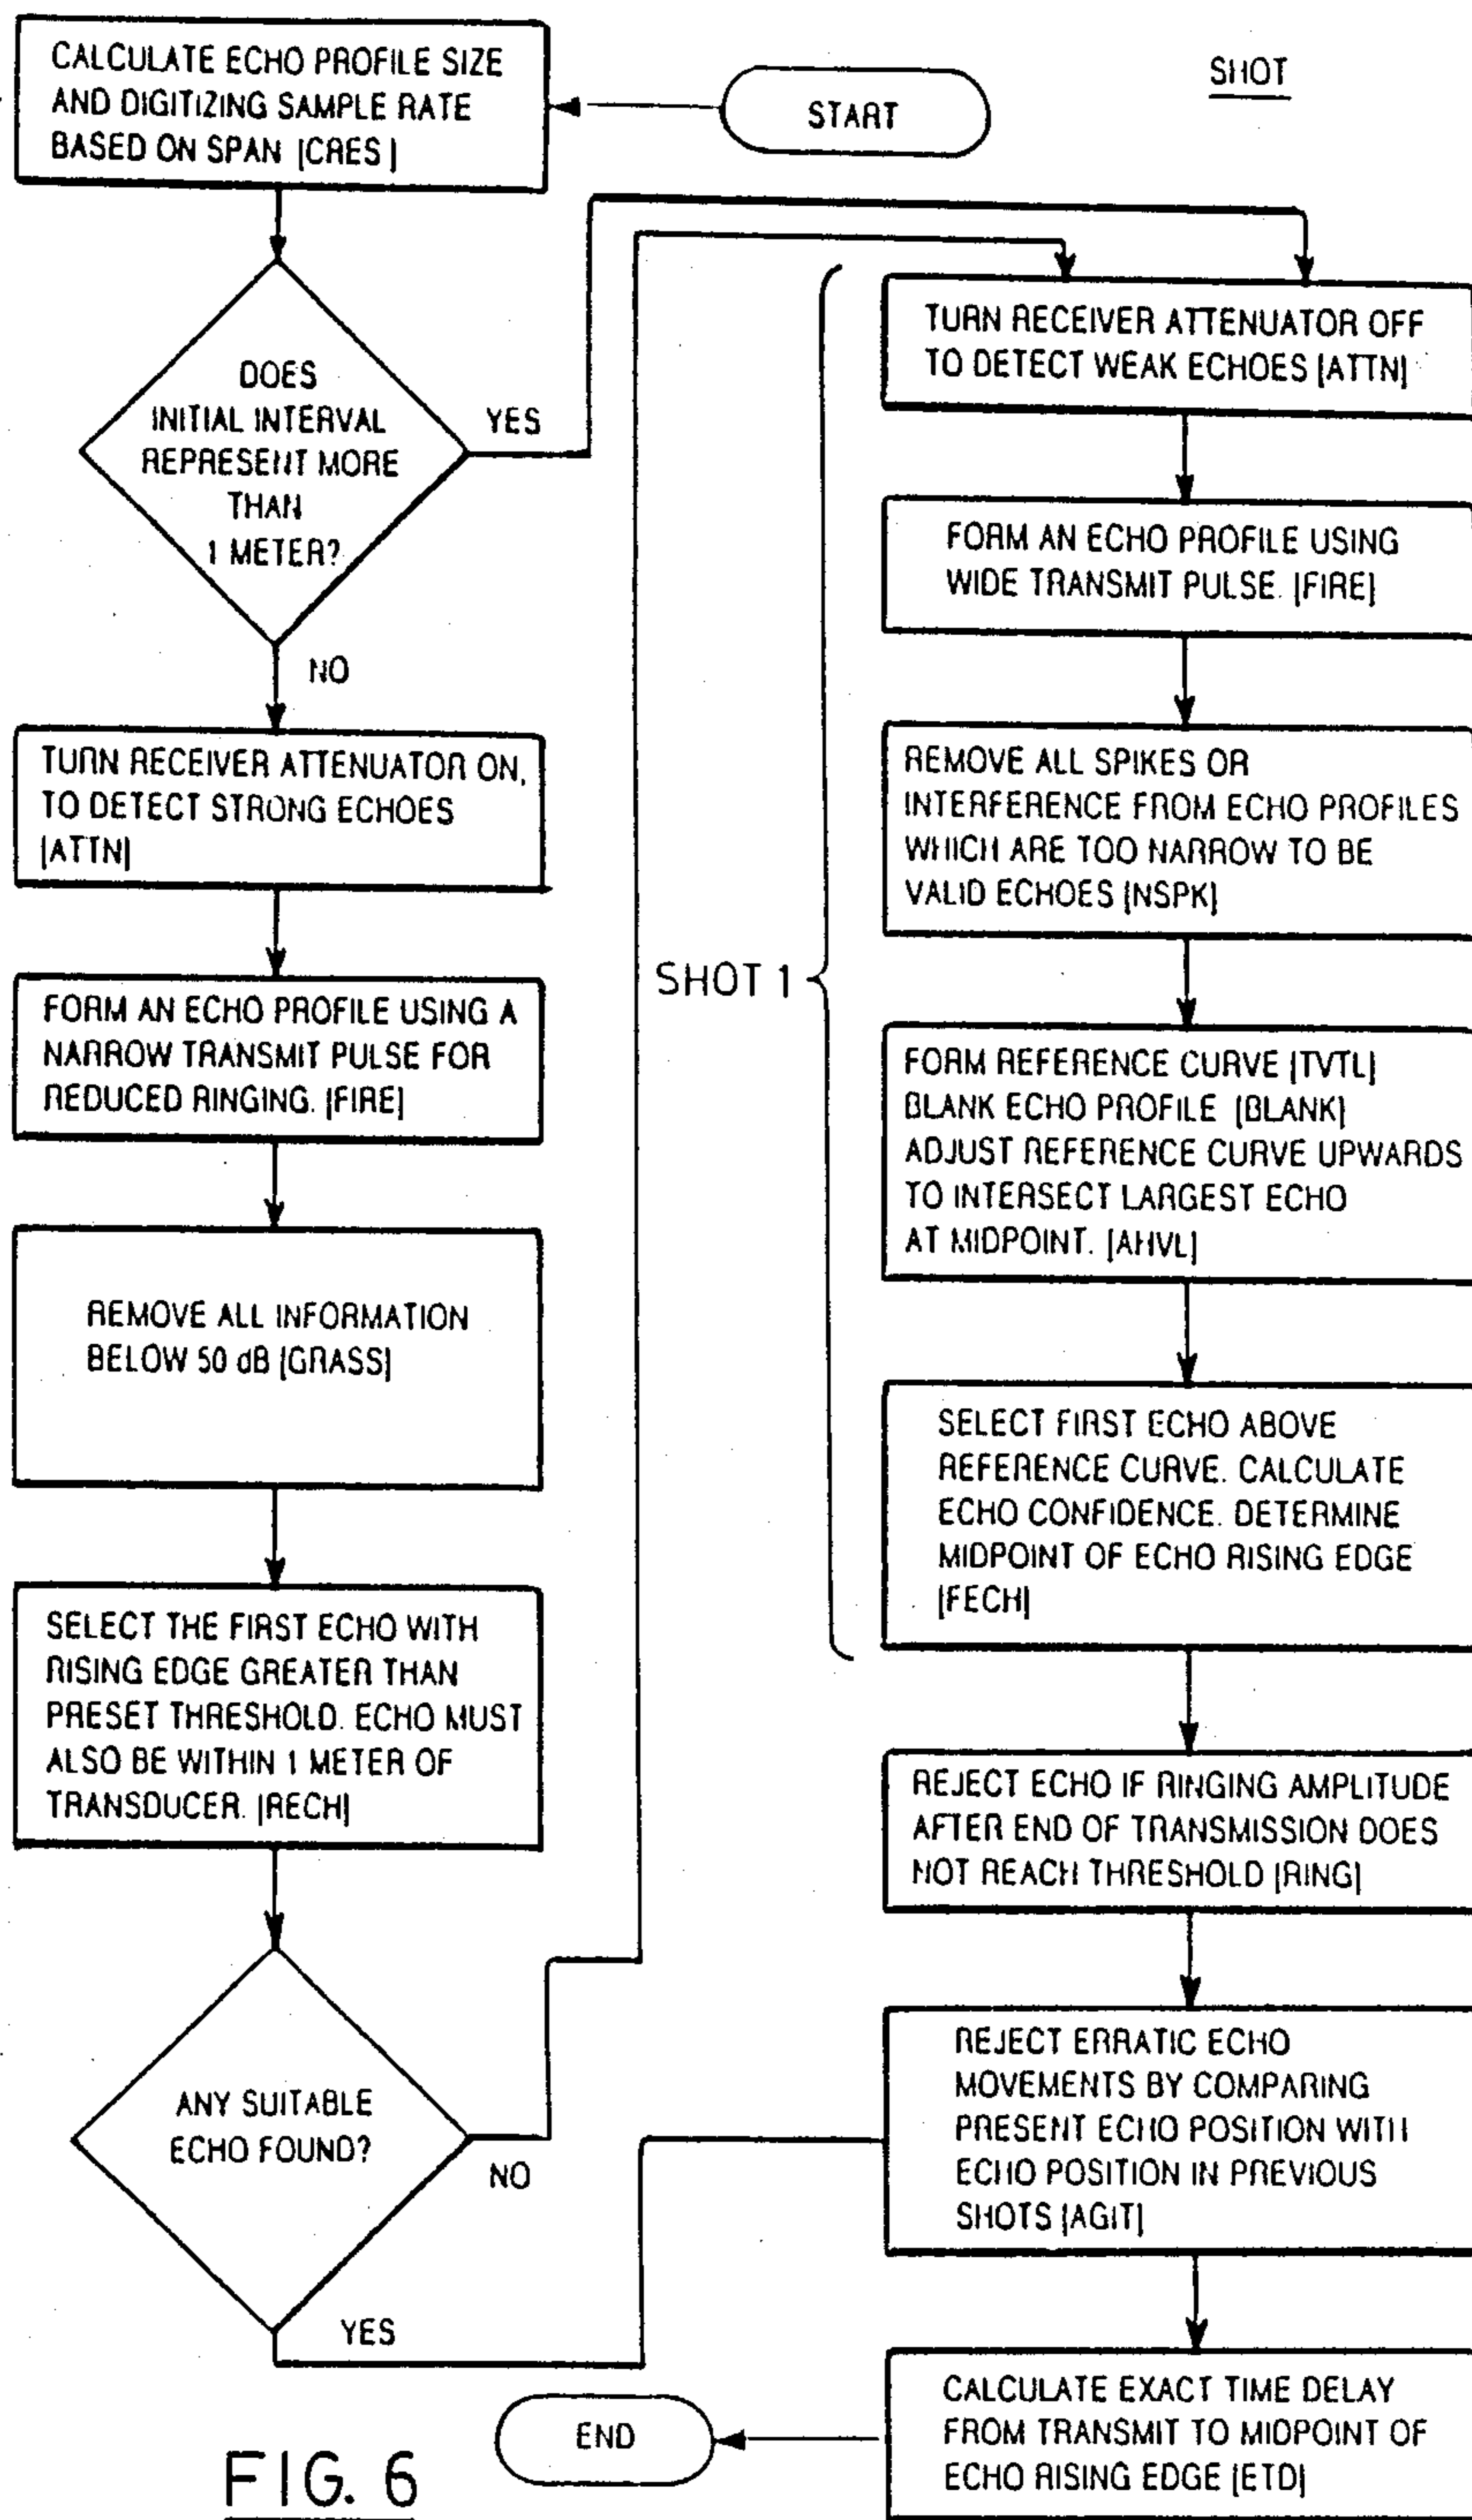 CALCULATE ECHO PROFILE SIZE
AND DIGITIZING SAMPLE RATE
BASED ON SPAN [CRES]
START
SHOT
DOES
INITIAL INTERVAL
REPRESENT MORE
THAN
1 METER?
YES
NO
TURN RECEIVER ATTENUATOR ON,
TO DETECT STRONG ECHOES
[ATTN]
FORM AN ECHO PROFILE USING A
NARROW TRANSMIT PULSE FOR
REDUCED RINGING. [FIRE]
REMOVE ALL INFORMATION
BELOW 50 dB [GRASS]
SELECT THE FIRST ECHO WITH
RISING EDGE GREATER THAN
PRESET THRESHOLD. ECHO MUST
ALSO BE WITHIN 1 METER OF
TRANSDUCER. [RECH]
ANY SUITABLE
ECHO FOUND?
NO
YES
SHOT 1
TURN RECEIVER ATTENUATOR OFF
TO DETECT WEAK ECHOES [ATTN]
FORM AN ECHO PROFILE USING
WIDE TRANSMIT PULSE. [FIRE]
REMOVE ALL SPIKES OR
INTERFERENCE FROM ECHO PROFILES
WHICH ARE TOO NARROW TO BE
VALID ECHOES [NSPK]
FORM REFERENCE CURVE [TVTL]
BLANK ECHO PROFILE [BLANK]
ADJUST REFERENCE CURVE UPWARDS
TO INTERSECT LARGEST ECHO
AT MIDPOINT. [AHVL]
SELECT FIRST ECHO ABOVE
REFERENCE CURVE. CALCULATE
ECHO CONFIDENCE. DETERMINE
MIDPOINT OF ECHO RISING EDGE
[FECH]
REJECT ECHO IF RINGING AMPLITUDE
AFTER END OF TRANSMISSION DOES
NOT REACH THRESHOLD [RING]
REJECT ERRATIC ECHO
MOVEMENTS BY COMPARING
PRESENT ECHO POSITION WITH
ECHO POSITION IN PREVIOUS
SHOTS [AGIT]
CALCULATE EXACT TIME DELAY
FROM TRANSMIT TO MIDPOINT OF
ECHO RISING EDGE [ETD]
END
FIG. 6